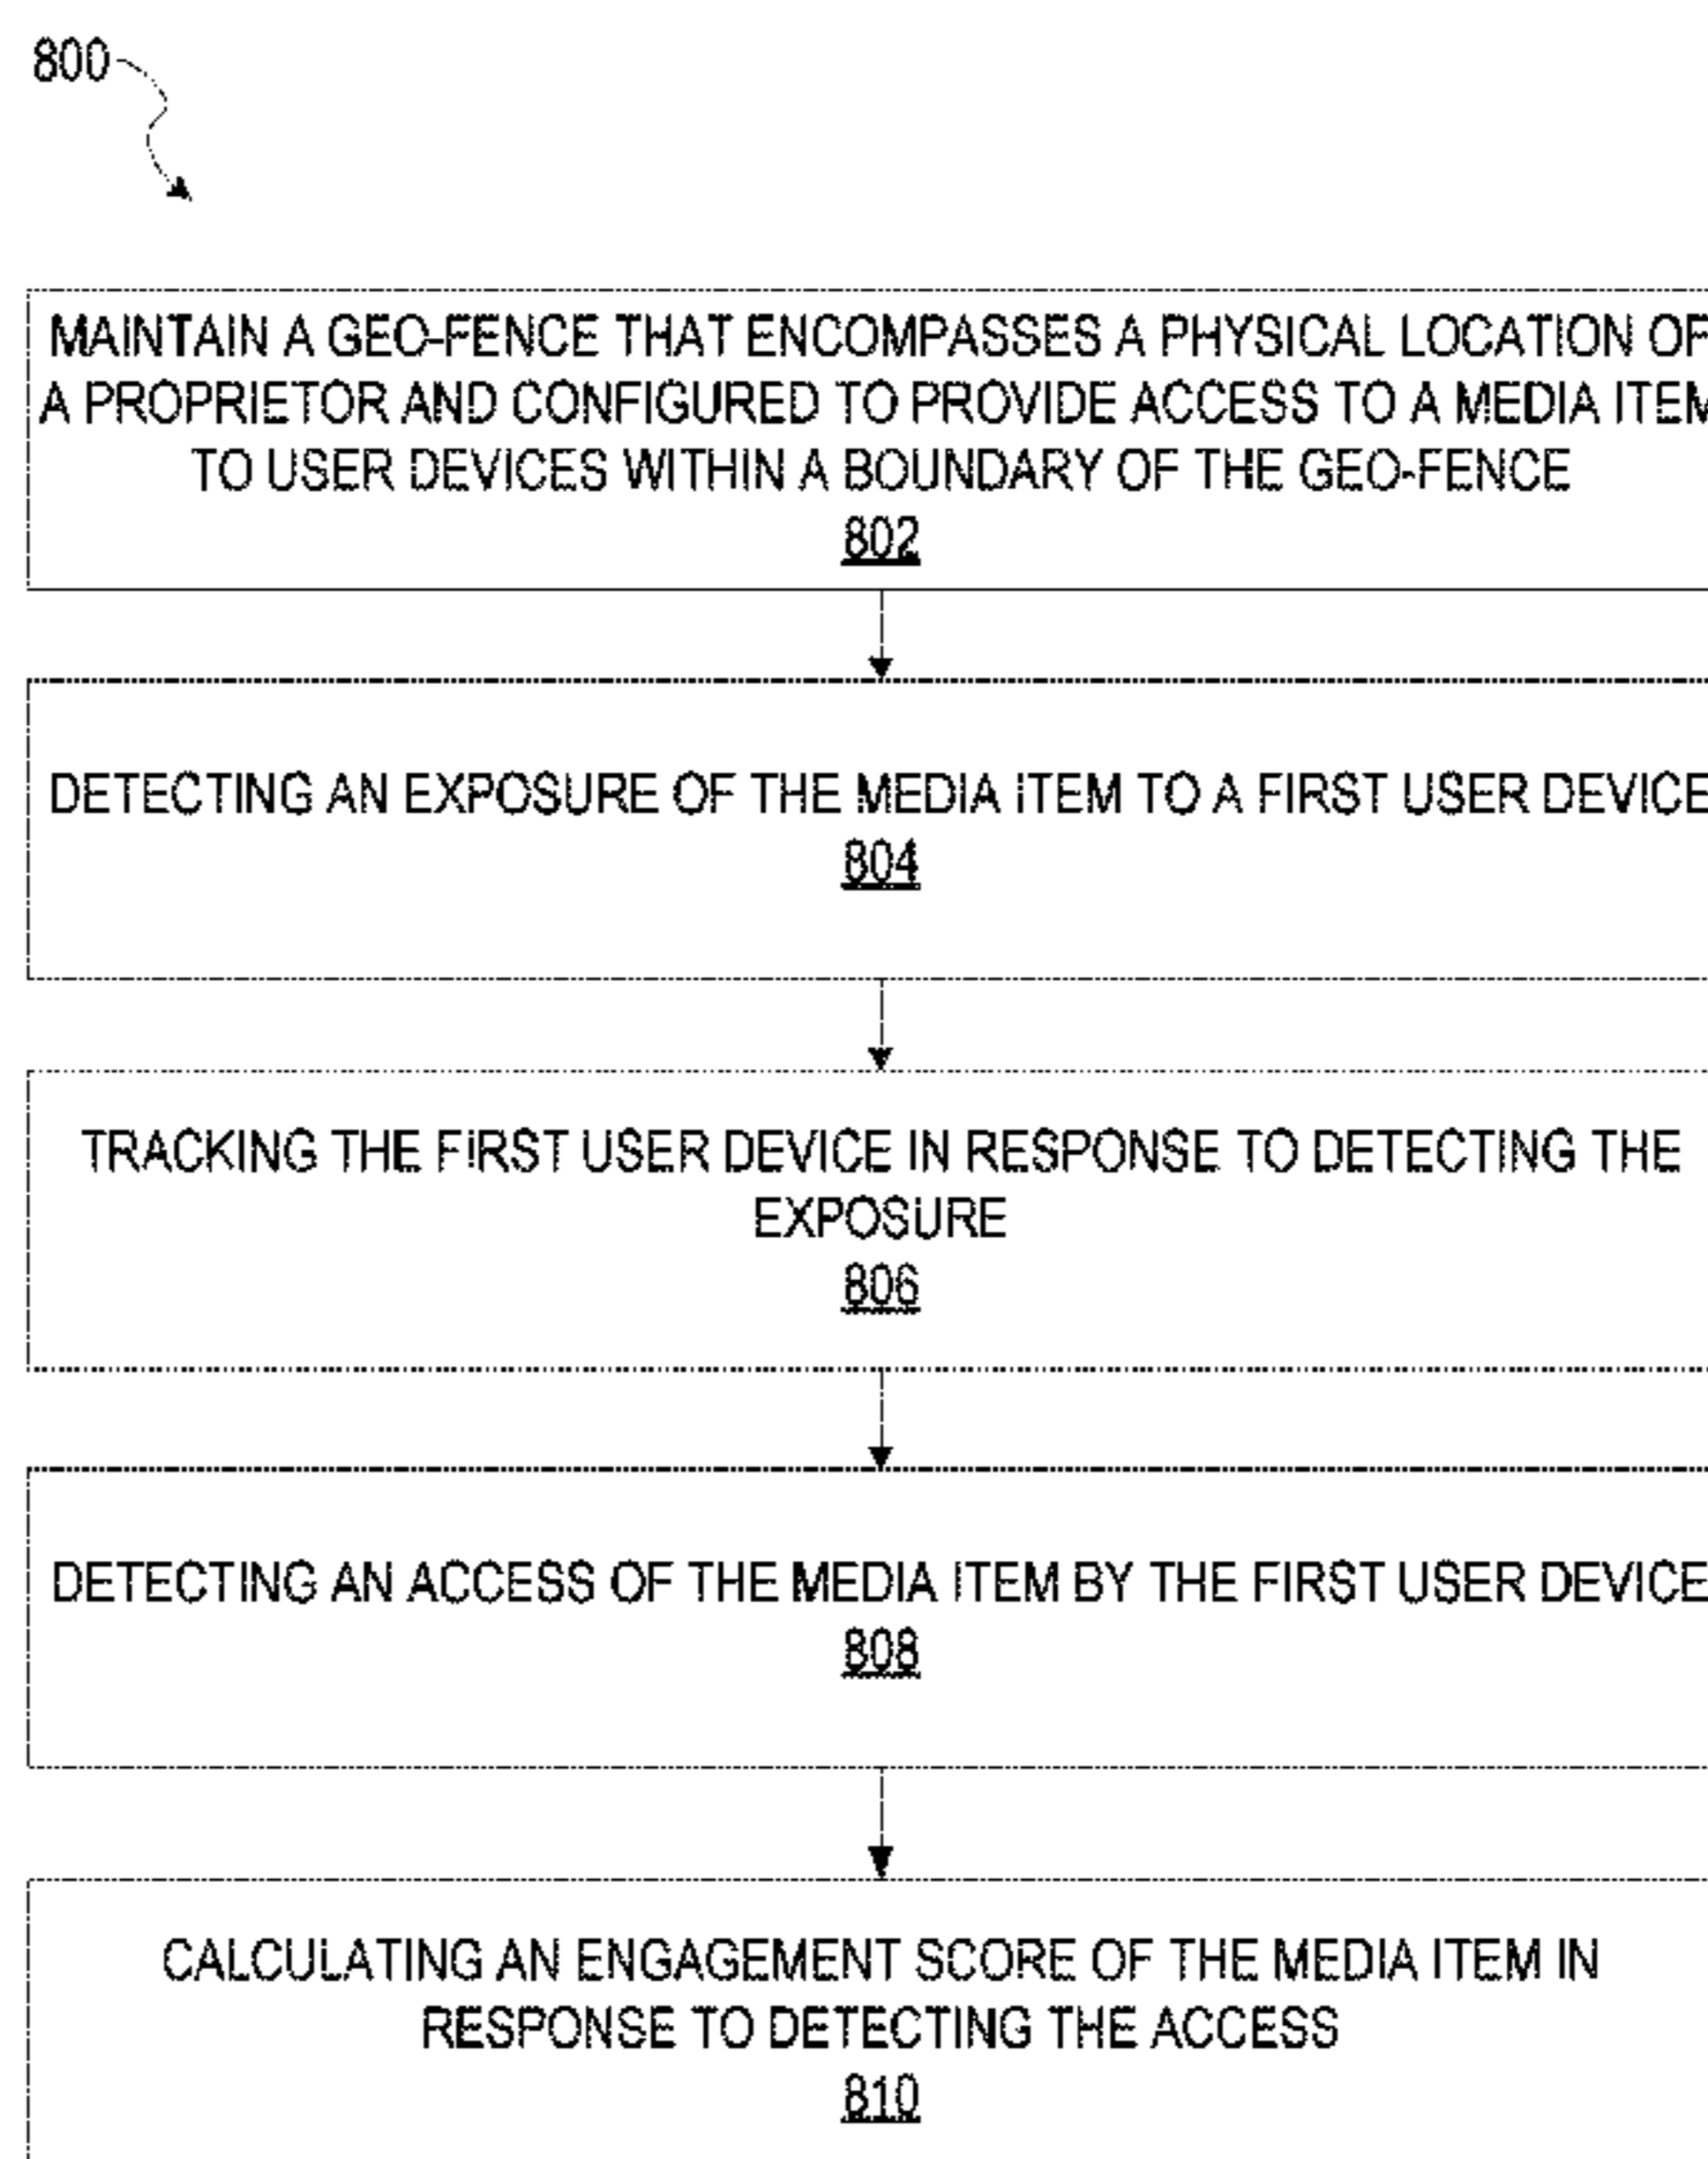 800
MAINTAIN A GEO-FENCE THAT ENCOMPASSES A PHYSICAL LOCATION OF
A PROPRIETOR AND CONFIGURED TO PROVIDE ACCESS TO A MEDIA ITEM
TO USER DEVICES WITHIN A BOUNDARY OF THE GEO-FENCE
802
DETECTING AN EXPOSURE OF THE MEDIA ITEM TO A FIRST USER DEVICE
804
TRACKING THE FIRST USER DEVICE IN RESPONSE TO DETECTING THE
EXPOSURE
806
DETECTING AN ACCESS OF THE MEDIA ITEM BY THE FIRST USER DEVICE
808
CALCULATING AN ENGAGEMENT SCORE OF THE MEDIA ITEM IN
RESPONSE TO DETECTING THE ACCESS
810